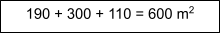 190 + 300 + 110 = 600 m²